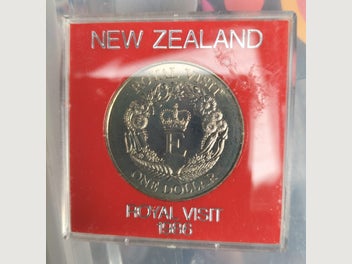 NEW ZEALAND
ROYAL VISIT
E
ONE DOLLAR
ROYAL VISIT
1986